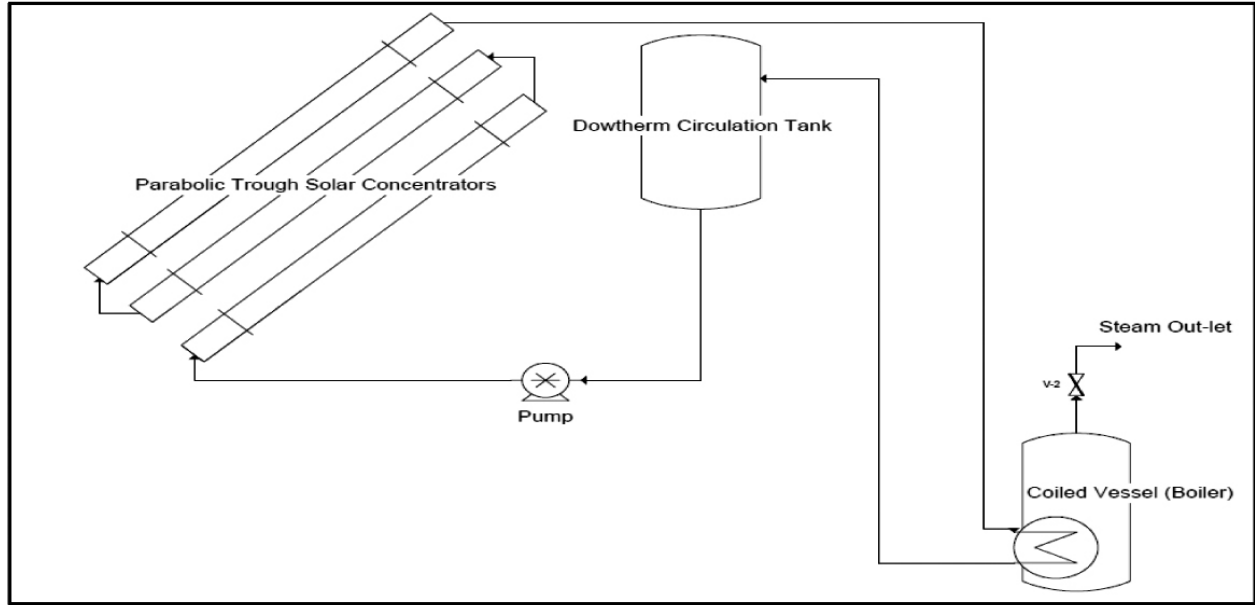 Dowtherm Circulation Tank
Parabolic Trough Solar Concentrators
Steam Out-let
V-2
Pump
Coiled Vessel (Boiler)